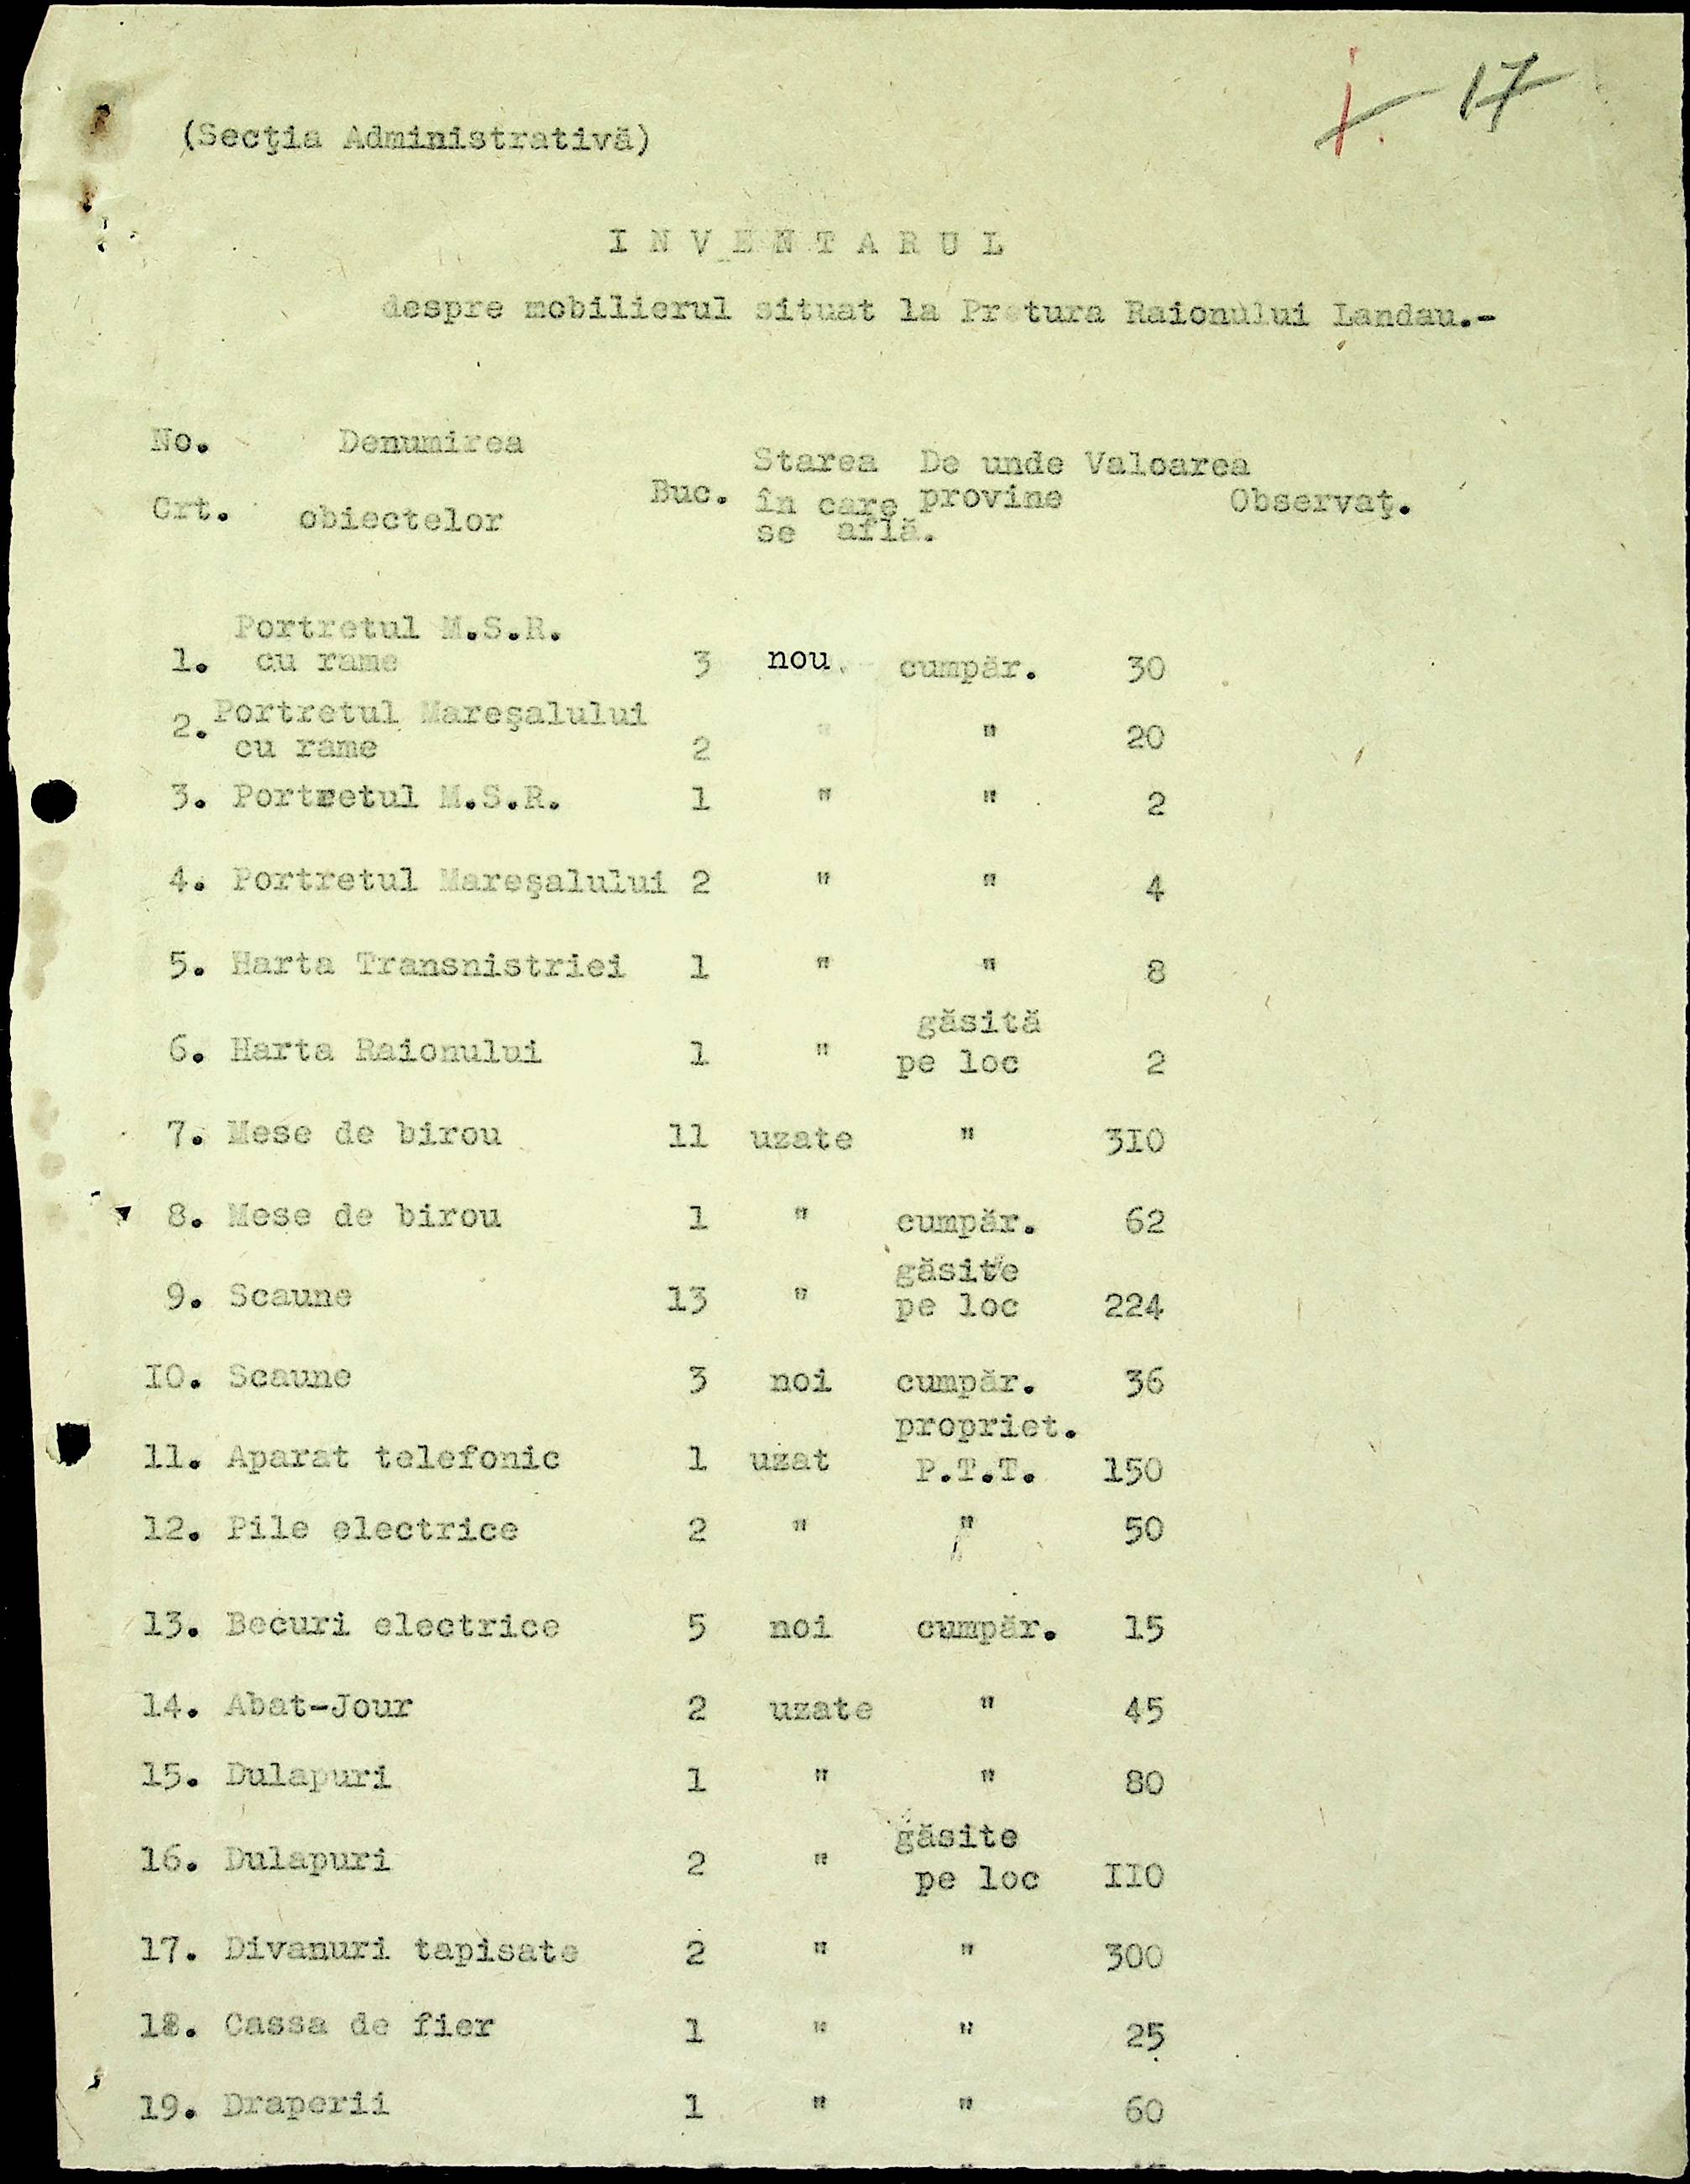 17
(Secţia Administrativă)
I N V E N T A R U L
despre mobilierul situat la Pretura Raionului Landau.-
No. Denumirea
Crt. obiectelor Buc. Starea în care se află. De unde provine Valoarea Observaţ.
Portretul M.S.R.
1. cu rame 3 nou. cumpăr. 30
2. Portretul Mareşalului
cu rame 2 " " 20
3. Portretul M.S.R. 1 " " 2
4. Portretul Mareşalului 2 " " 4
5. Harta Transnistriei 1 " " 8
găsită
6. Harta Raionului 1 " pe loc 2
7. Mese de birou 11 uzate " 3I0
8. Mese de birou 1 " cumpăr. 62
găsite
9. Scaune 13 " pe loc 224
I0. Scaune 3 noi cumpăr. 36
propriet.
11. Aparat telefonic 1 uzat P.T.T. 150
12. Pile electrice 2 " " 50
13. Becuri electrice 5 noi cumpăr. 15
14. Abat-Jour 2 uzate " 45
15. Dulapuri 1 " " 80
găsite
16. Dulapuri 2 " pe loc II0
17. Divanuri tapisate 2 " " 300
18. Cassa de fier 1 " " 25
19. Draperii 1 " " 60